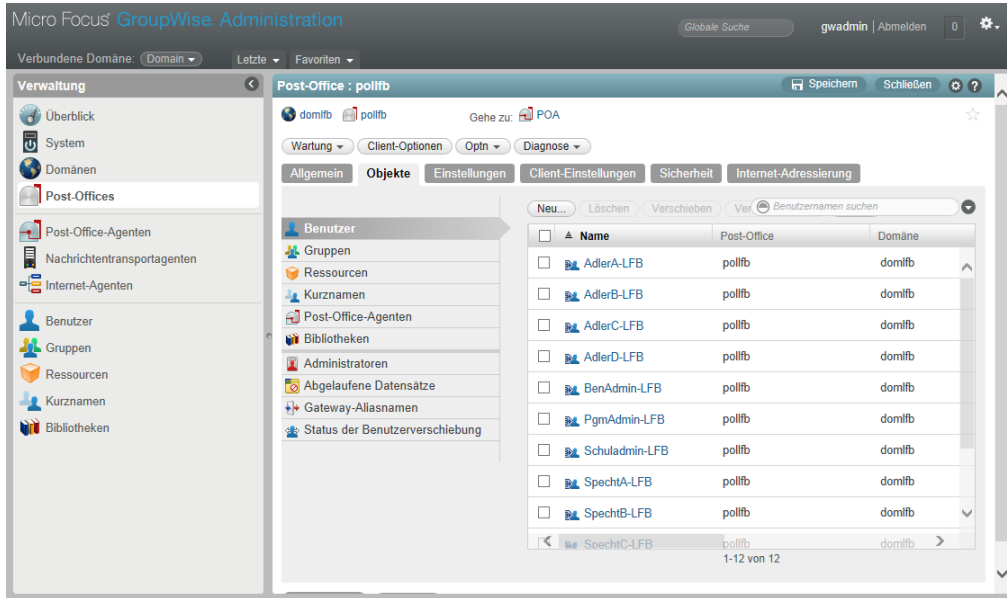 Micro Focus GroupWise. Administration
Globale Suche
gwadmin | Abmelden
0
Verbundene Domäne: Domain
Letzte
Favoriten
Verwaltung
Überblick
System
Domänen
Post-Offices
Post-Office-Agenten
Nachrichtentransportagenten
Internet-Agenten
Benutzer
Gruppen
Ressourcen
Kurznamen
Bibliotheken
Post-Office : pollfb
Speichern
Schließen
domlfb pollfb
Gehe zu: POA
Wartung
Client-Optionen
Optn
Diagnose
Allgemein
Objekte
Einstellungen
Client-Einstellungen
Sicherheit
Internet-Adressierung
Benutzer
Gruppen
Ressourcen
Kurznamen
Post-Office-Agenten
Bibliotheken
Administratoren
Abgelaufene Datensätze
Gateway-Aliasnamen
Status der Benutzerverschiebung
Neu...
Löschen
Verschieben
Benutzernamen suchen
Name Post-Office Domäne
AdlerA-LFB pollfb domlfb
AdlerB-LFB pollfb domlfb
AdlerC-LFB pollfb domlfb
AdlerD-LFB pollfb domlfb
BenAdmin-LFB pollfb domlfb
PgmAdmin-LFB pollfb domlfb
Schuladmin-LFB pollfb domlfb
SpechtA-LFB pollfb domlfb
SpechtB-LFB pollfb domlfb
SpechtC-LFB pollfb domlfb
1-12 von 12